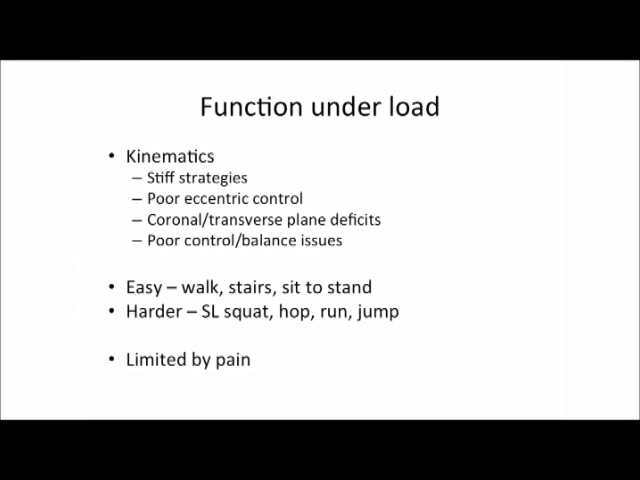 Function under load
• Kinematics
– Stiff strategies
– Poor eccentric control
– Coronal/transverse plane deficits
– Poor control/balance issues
• Easy – walk, stairs, sit to stand
• Harder – SL squat, hop, run, jump
• Limited by pain